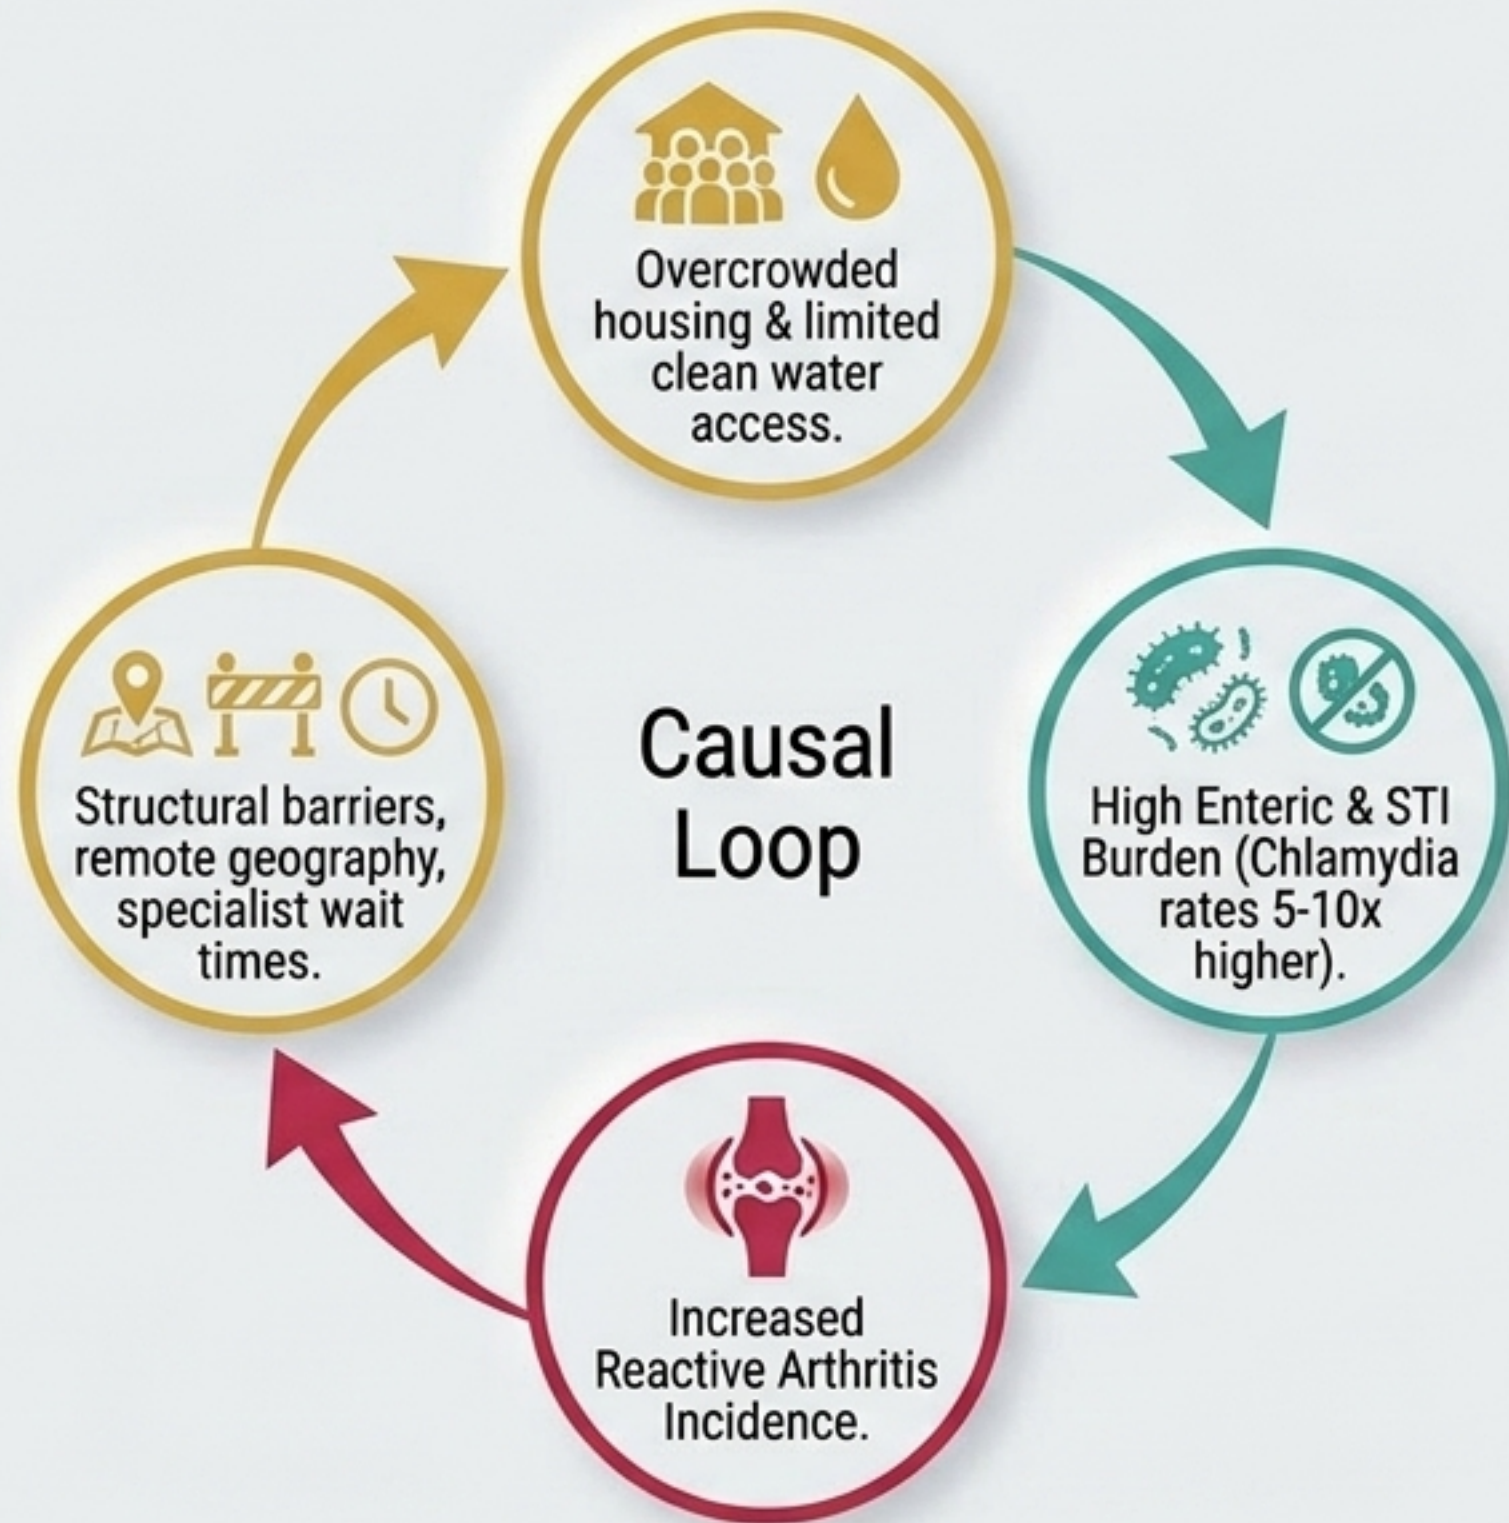 Overcrowded
housing & limited
clean water
access.
High Enteric & STI
Burden (Chlamydia
rates 5-10x
higher).
Structural barriers,
remote geography,
specialist wait
times.
Causal
Loop
Increased
Reactive Arthritis
Incidence.